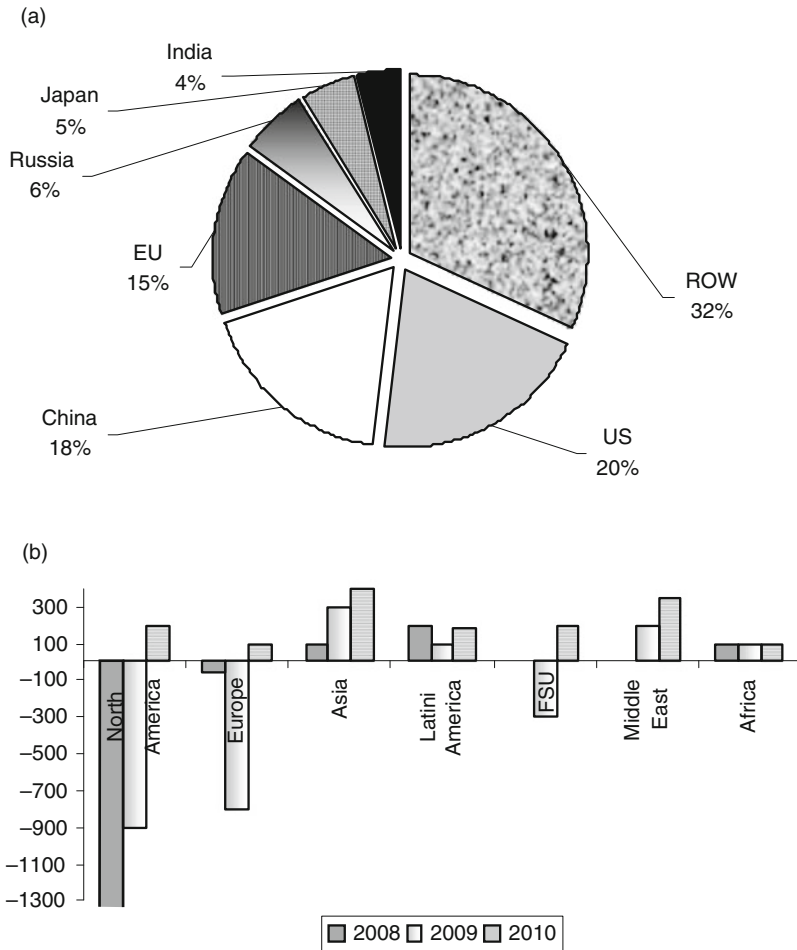 (a)
India
4%
Japan
5%
Russia
6%
EU
15%
China
18%
ROW
32%
US
20%
(b)
300
100
–100
–300
–500
–700
–900
–1100
–1300
North
America
Europe
Asia
Latini
America
FSU
Middle
East
Africa
2008 2009 2010